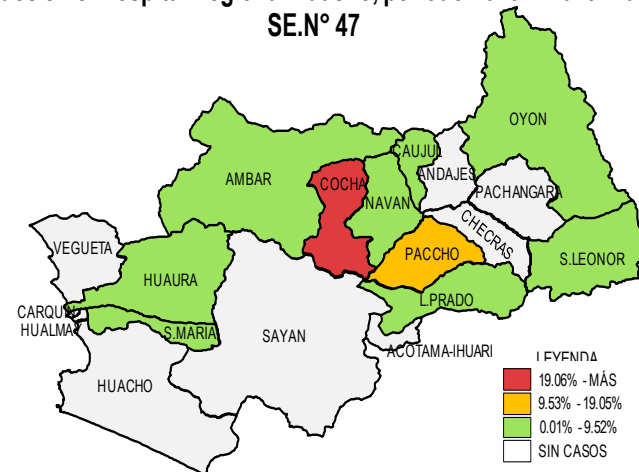 SE.N° 47
OYON
CAUJUL
ANDAJES
AMBAR
COCHA
NAVAN
PACHANGARA
CHECRAS
VEGUETA
PACCHO
S.LEONOR
HUAURA
L.PRADO
CARQUIN
HUALMAY
S.MARIA
SAYAN
ACOTAMA-IHUARI
HUACHO
LEYENDA
19.06% - MÁS
9.53% - 19.05%
0.01% - 9.52%
SIN CASOS